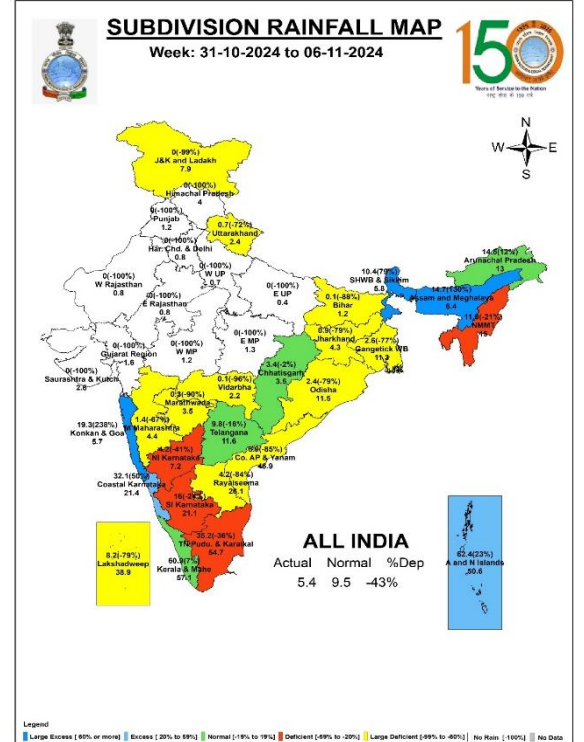 SUBDIVISION RAINFALL MAP
Week: 31-10-2024 to 06-11-2024
150
Years of Service to the Nation
N
W E
S
0(-99%)
J&K and Ladakh
7.9
0(-100%)
Himachal Pradesh
4
0(-100%)
Punjab
1.2
0.7(-72%)
Uttarakhand
2.4
0(-100%)
Har. Chd. & Delhi
0.8
0(-100%)
W UP
0.7
0(-100%)
W Rajasthan
0.8
0(-100%)
E Rajasthan
0.8
0(-100%)
E UP
0.4
10.4(79%)
SHWB & Sikkim
5.8
14.6(12%)
Arunachal Pradesh
13
14.7(130%)
Assam and Meghalaya
6.4
11.8(-21%)
NMMT
15
0.1(-88%)
Bihar
1.2
0.9(-79%)
Jharkhand
4.3
2.6(-77%)
Gangetick WB
11.3
0(-100%)
Gujarat Region
1.6
0(-100%)
W MP
1.2
0(-100%)
E MP
1.3
3.4(-2%)
Chhatisgarh
3.5
2.4(-79%)
Odisha
11.5
0(-100%)
Saurashtra & Kutch
2.6
0.1(-96%)
Vidarbha
2.2
0.3(-90%)
Marathwada
3.5
1.4(-67%)
M Maharashtra
4.4
19.3(238%)
Konkan & Goa
5.7
9.8(-16%)
Telangana
11.6
Co. AP & Yanam
45.9
4.2(-41%)
NI Karnataka
7.2
4.2(-84%)
Rayalseema
26.1
32.1(50%)
Coastal Karnataka
21.4
SI Karnataka
21.1
35.2(-36%)
TN Pudu. & Karaikal
54.7
60.9(7%)
Kerala & Mahe
57.1
8.2(-79%)
Lakshadweep
38.9
62.4(23%)
A and N Islands
50.6
ALL INDIA
Actual Normal %Dep
5.4 9.5 -43%
Legend
Large Excess [ 60% or more] Excess [ 20% to 59%] Normal [-19% to 19%] Deficient [-59% to -20%] Large Deficient [-99% to -60%] No Rain [-100%] No Data